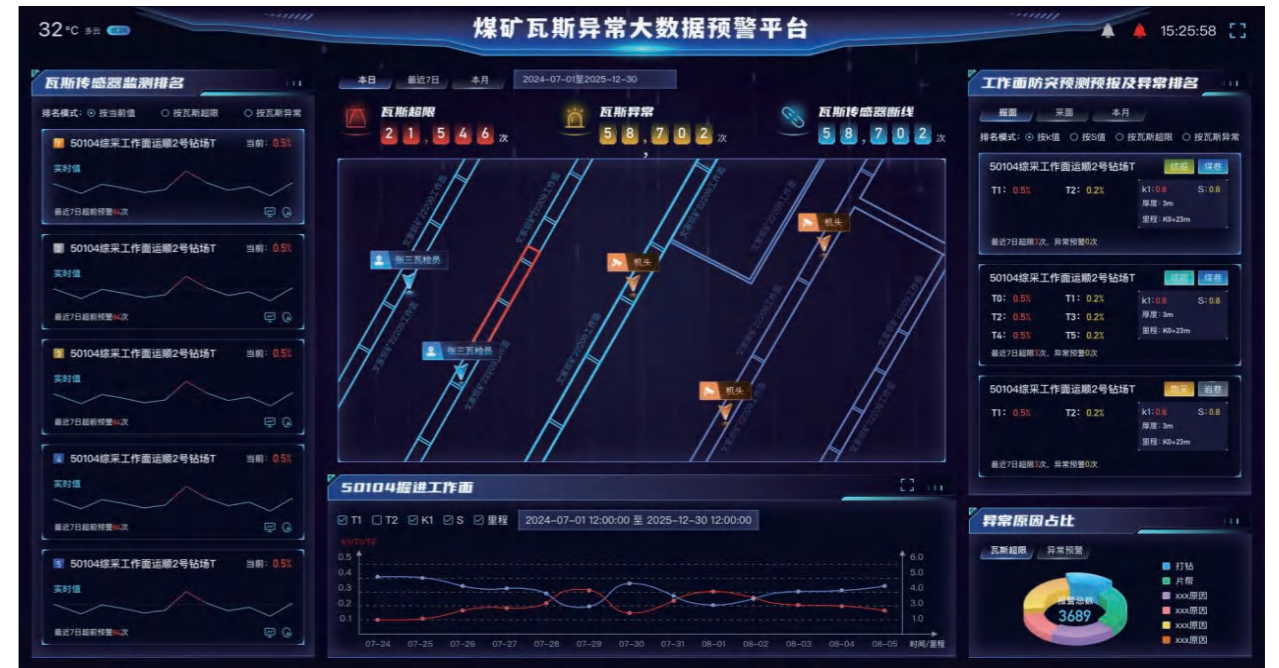 32°C 多云
煤矿瓦斯异常大数据预警平台
15:25:58
瓦斯传感器监测排名
排名模式: 按当前值 按瓦斯超限 按瓦斯异常
1 50104综采工作面运顺2号钻场T 当前: 0.5%
实时值
最近7日超前预警94次
2 50104综采工作面运顺2号钻场T 当前: 0.5%
实时值
最近7日超前预警94次
3 50104综采工作面运顺2号钻场T 当前: 0.5%
实时值
最近7日超前预警94次
4 50104综采工作面运顺2号钻场T 当前: 0.5%
实时值
最近7日超前预警94次
5 50104综采工作面运顺2号钻场T 当前: 0.5%
实时值
最近7日超前预警94次
本日 最近7日 本月 2024-07-01至2025-12-30
瓦斯超限
21,546次
瓦斯异常
58,702次
瓦斯传感器断线
58,702次
机头
张三瓦检员
机头
张三瓦检员
机头
50104掘进工作面
T1 T2 K1 S 里程 2024-07-01 12:00:00 至 2025-12-30 12:00:00
0.5 6.0
0.4 5.0
0.3 4.0
0.2 3.0
0.1 1.0
07-24 07-25 07-26 07-27 07-28 07-29 07-30 07-31 08-01 08-02 08-03 08-04 08-05 时间/里程
工作面防突预测预报及异常排名
掘面 采面 本月
排名模式: 按K值 按S值 按瓦斯超限 按瓦斯异常
50104综采工作面运顺2号钻场T 煤巷
T1: 0.5% T2: 0.2% k1:0.8 S:0.8
厚度: 3m
里程: K0+23m
最近7日超限3次, 异常预警0次
50104综采工作面运顺2号钻场T 煤巷
T0: 0.5% T1: 0.2% k1:0.8 S:0.8
T2: 0.5% T3: 0.2% 厚度: 3m
T4: 0.5% T5: 0.2% 里程: K0+23m
最近7日超限3次, 异常预警0次
50104综采工作面运顺2号钻场T 炮采 岩巷
T1: 0.5% T2: 0.2% k1:0.8 S:0.8
厚度: 3m
里程: K0+23m
最近7日超限3次, 异常预警0次
异常原因占比
瓦斯超限 异常预警
报警总数
3689
打钻
片帮
xxx原因
xxx原因
xxx原因
xxx原因